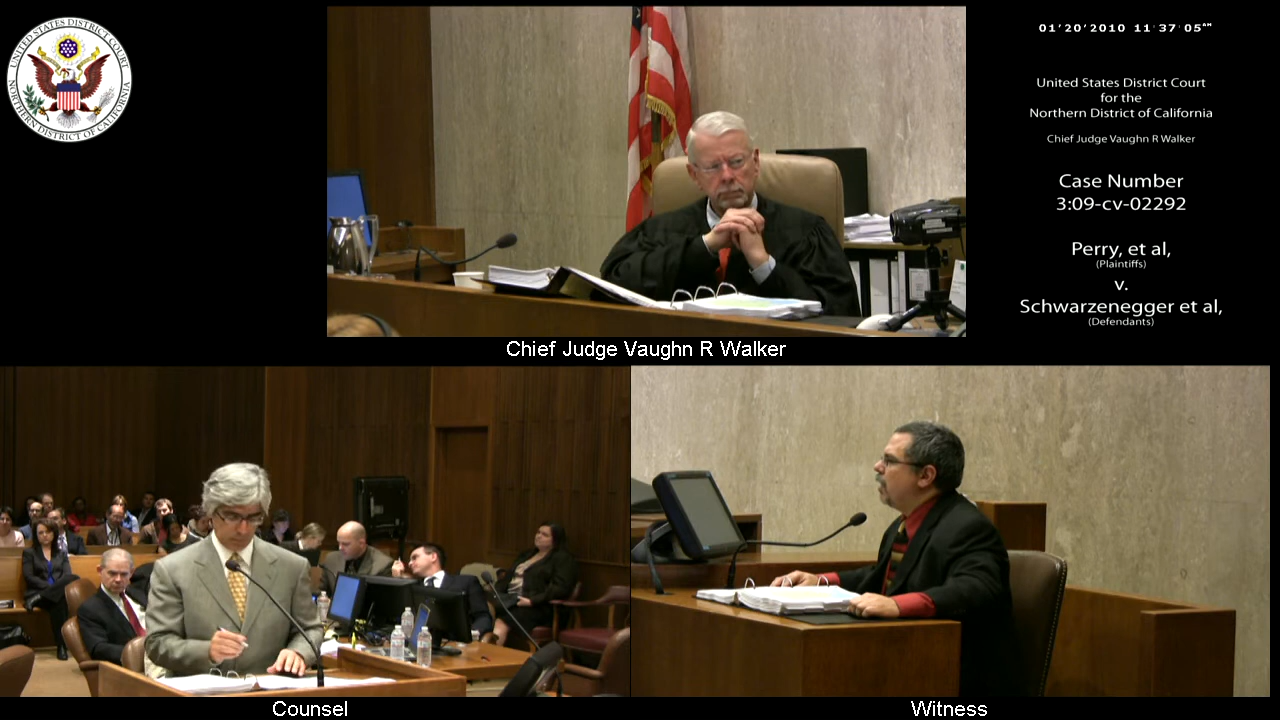 UNITED STATES DISTRICT COURT
NORTHERN DISTRICT OF CALIFORNIA
01'20'2010 11:37:05 AM
United States District Court
for the
Northern District of California
Chief Judge Vaughn R Walker
Case Number
3:09-cv-02292
Perry, et al,
(Plaintiffs)
v.
Schwarzenegger et al,
(Defendants)
Chief Judge Vaughn R Walker
Counsel
Witness